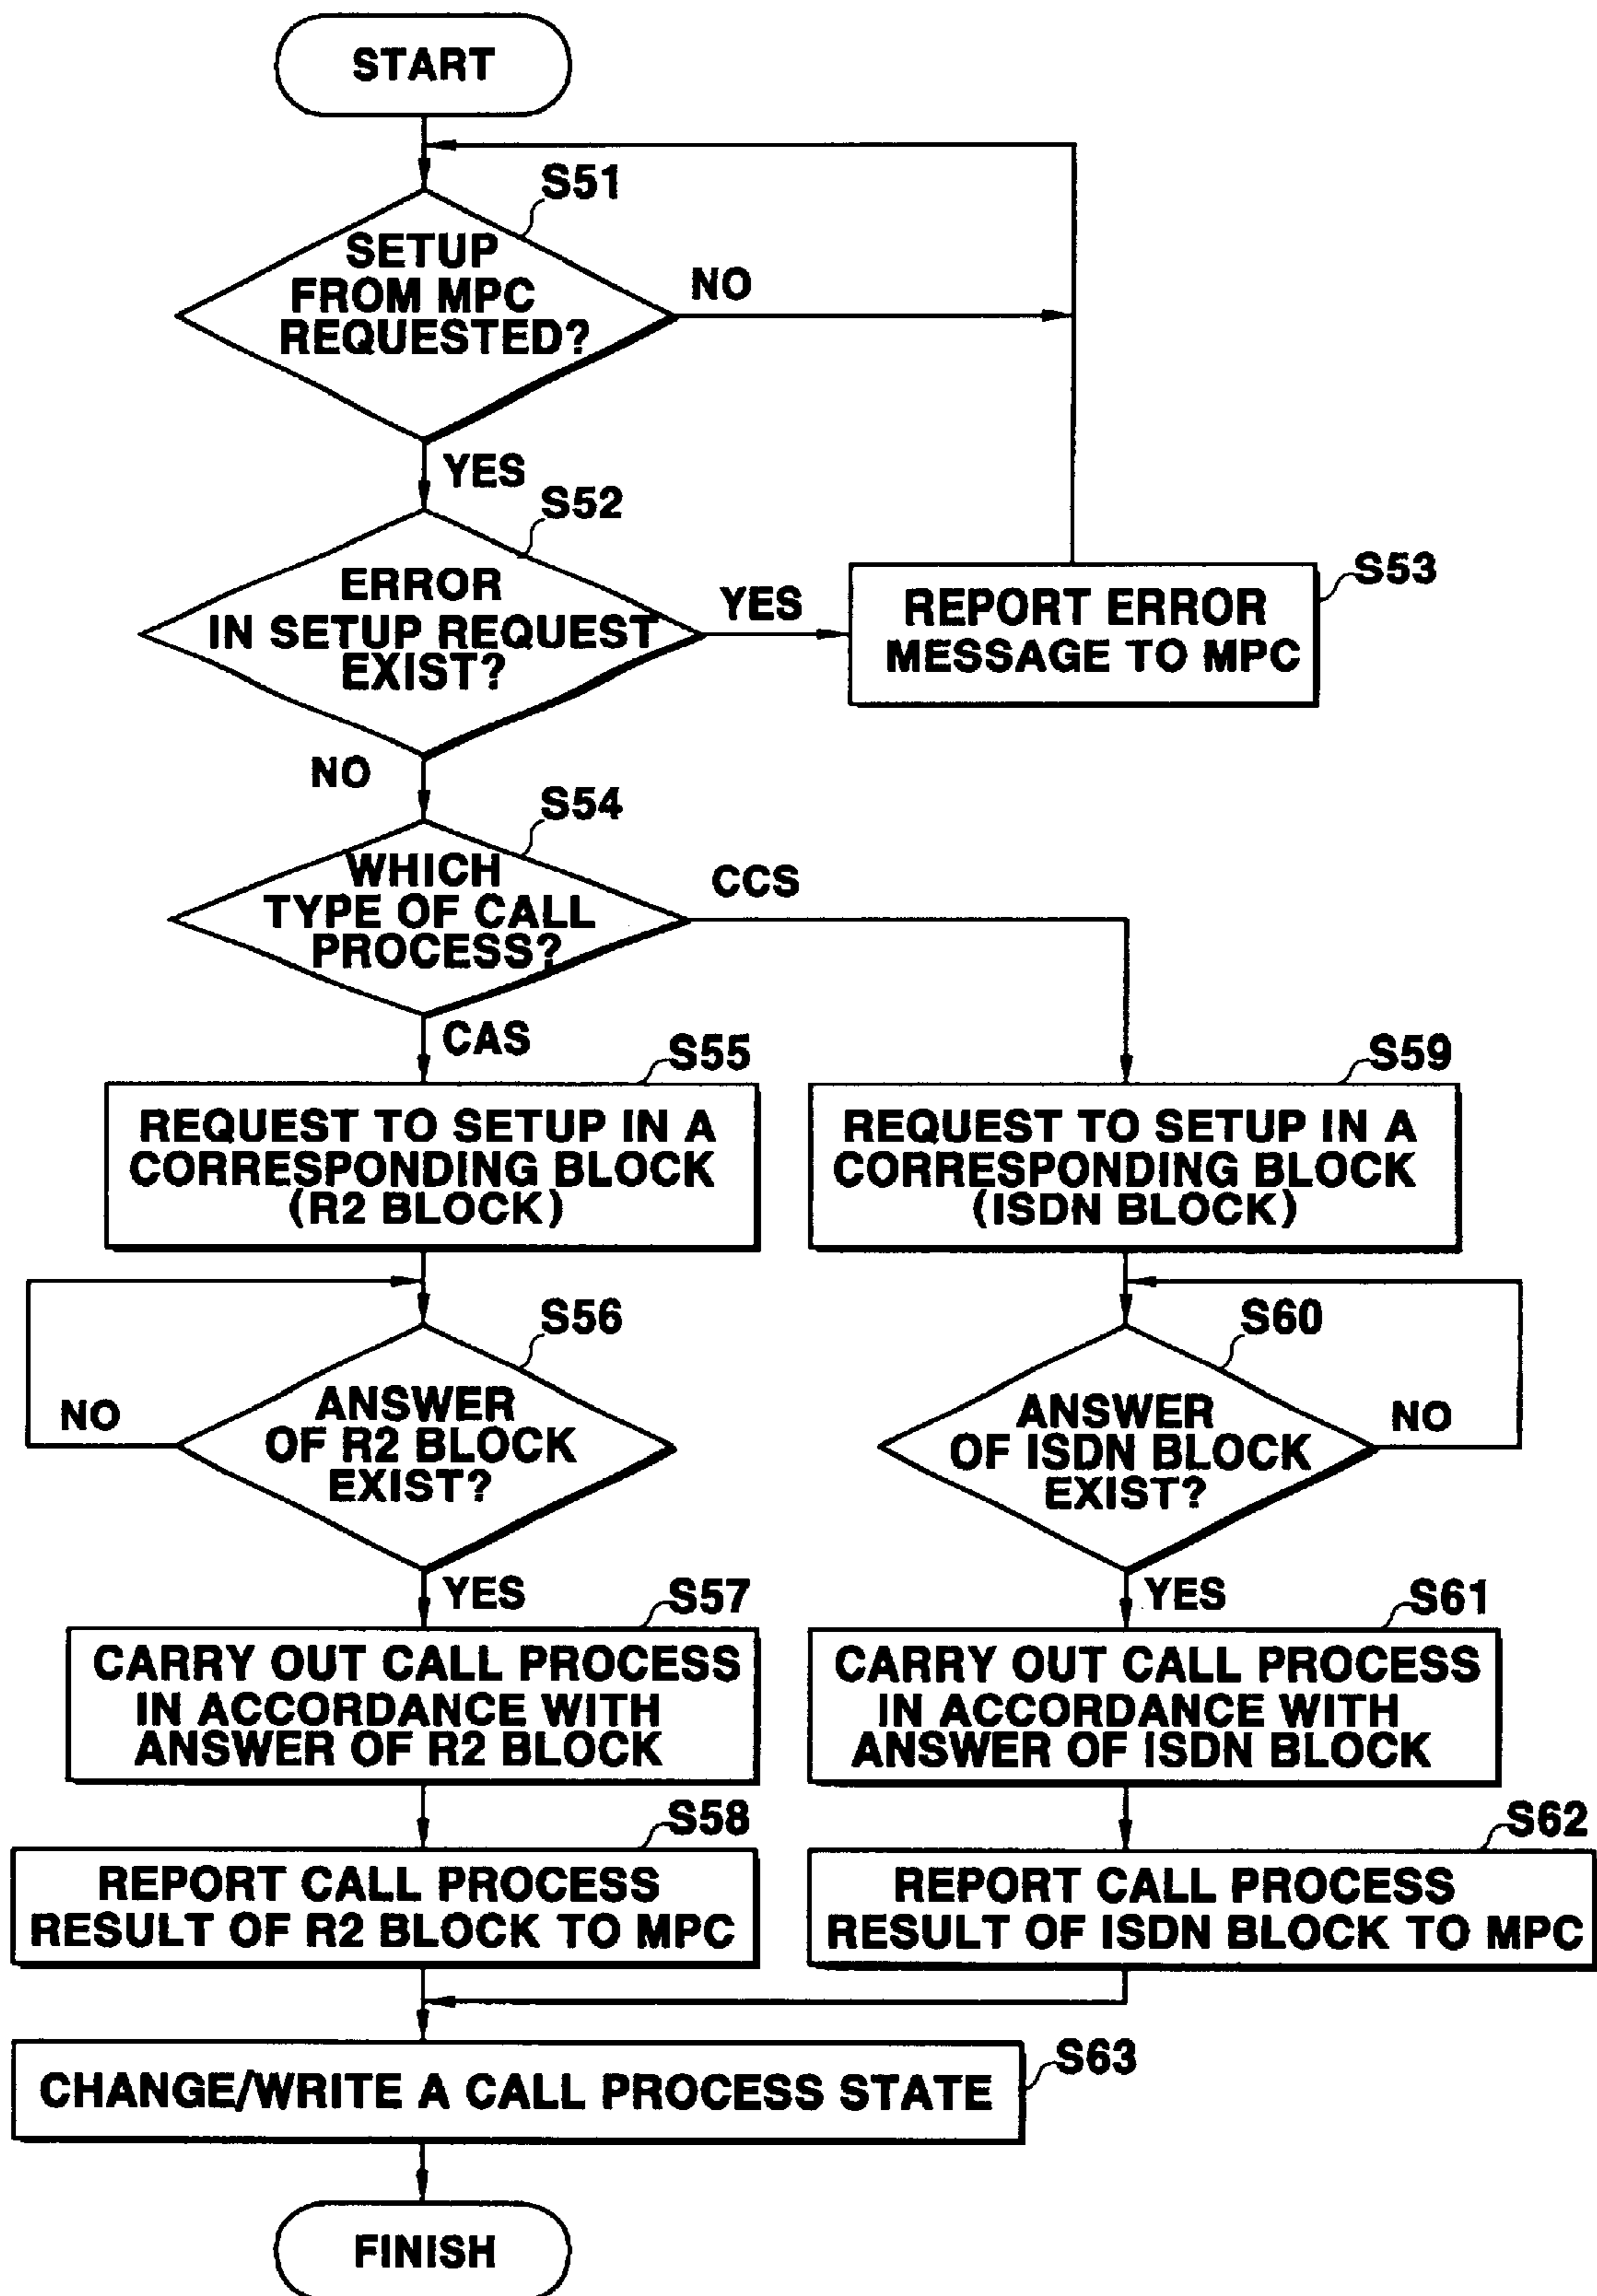 START
S51
SETUP
FROM MPC
REQUESTED?
NO
YES
S52
ERROR
IN SETUP REQUEST
EXIST?
YES
S53
REPORT ERROR
MESSAGE TO MPC
NO
S54
WHICH
TYPE OF CALL
PROCESS?
CCS
CAS
S55
REQUEST TO SETUP IN A
CORRESPONDING BLOCK
(R2 BLOCK)
S59
REQUEST TO SETUP IN A
CORRESPONDING BLOCK
(ISDN BLOCK)
S56
ANSWER
OF R2 BLOCK
EXIST?
NO
YES
S60
ANSWER
OF ISDN BLOCK
EXIST?
NO
YES
S57
CARRY OUT CALL PROCESS
IN ACCORDANCE WITH
ANSWER OF R2 BLOCK
S61
CARRY OUT CALL PROCESS
IN ACCORDANCE WITH
ANSWER OF ISDN BLOCK
S58
REPORT CALL PROCESS
RESULT OF R2 BLOCK TO MPC
S62
REPORT CALL PROCESS
RESULT OF ISDN BLOCK TO MPC
S63
CHANGE/WRITE A CALL PROCESS STATE
FINISH